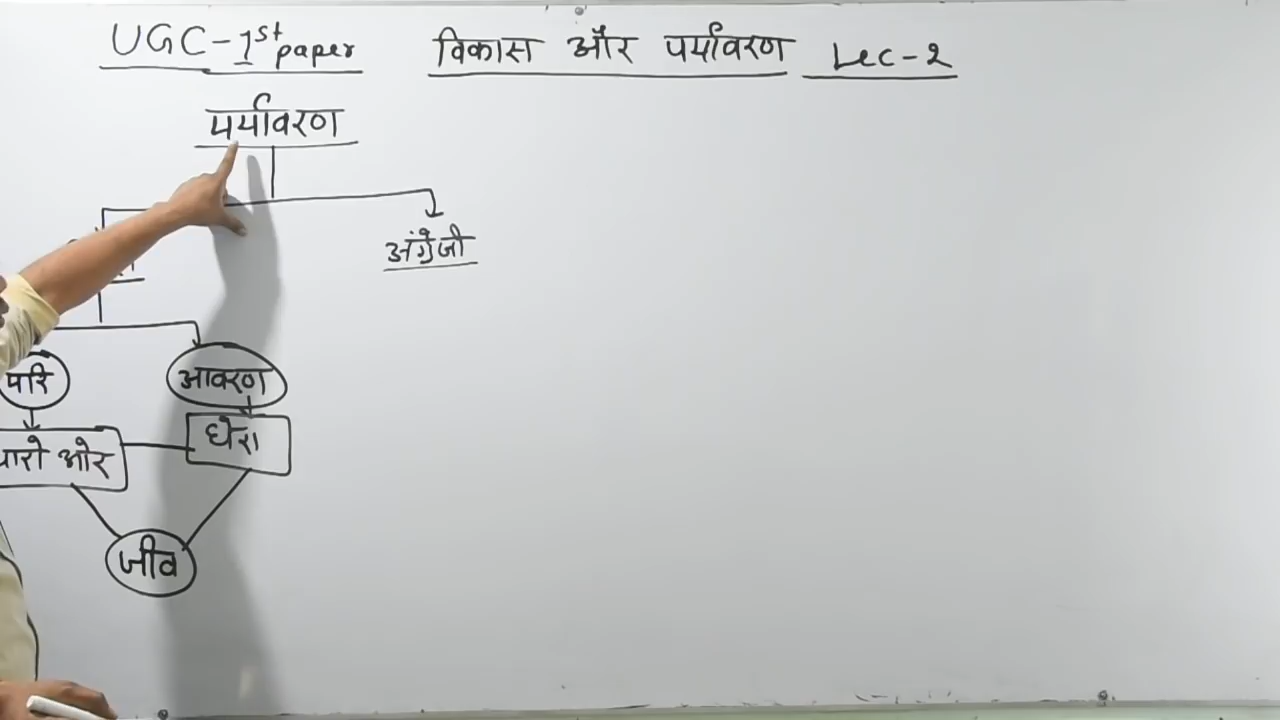 UGC-1st paper विकास और पर्यावरण Lec-2
पर्यावरण
अंग्रेजी
परि आवरण
चारो ओर घेरा
जीव